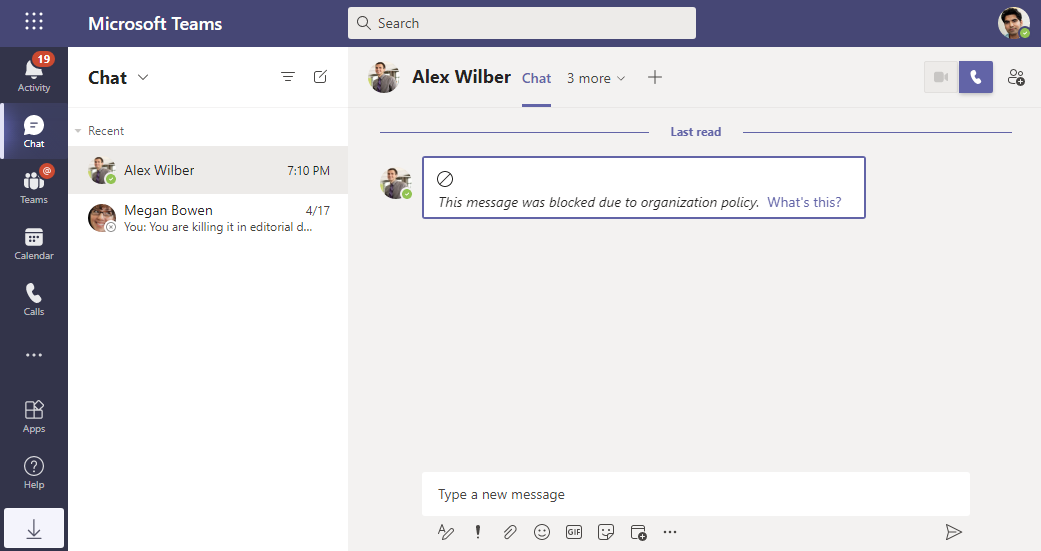 Microsoft Teams
Search
19
Activity
Chat
@
Teams
Calendar
Calls
Apps
Help
Chat
Recent
Alex Wilber
7:10 PM
Megan Bowen
4/17
You: You are killing it in editorial d...
Alex Wilber
Chat
3 more
Last read
This message was blocked due to organization policy. What's this?
Type a new message
GIF